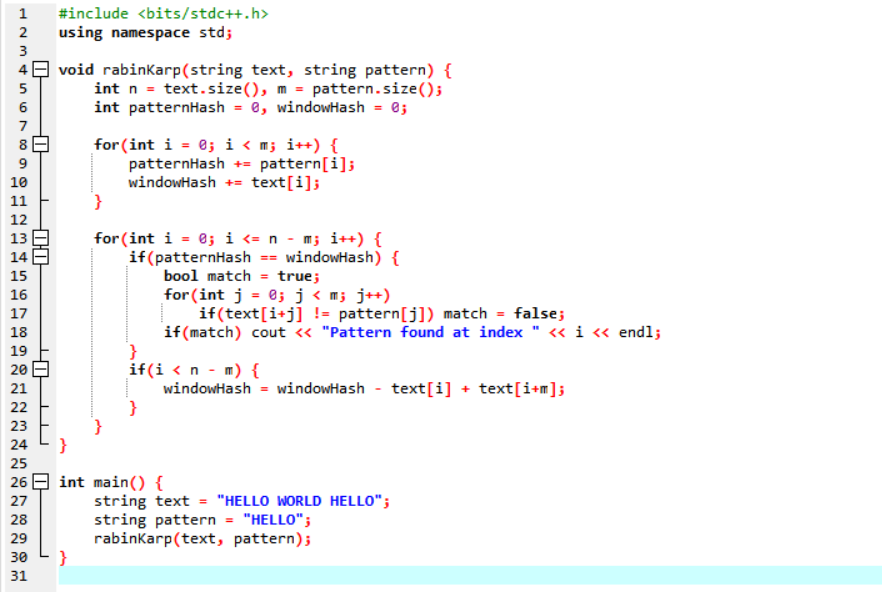 1 #include <bits/stdc++.h>
2 using namespace std;
3
4 void rabinKarp(string text, string pattern) {
5     int n = text.size(), m = pattern.size();
6     int patternHash = 0, windowHash = 0;
7
8     for(int i = 0; i < m; i++) {
9         patternHash += pattern[i];
10         windowHash += text[i];
11     }
12
13     for(int i = 0; i <= n - m; i++) {
14         if(patternHash == windowHash) {
15             bool match = true;
16             for(int j = 0; j < m; j++)
17                 if(text[i+j] != pattern[j]) match = false;
18             if(match) cout << "Pattern found at index " << i << endl;
19         }
20         if(i < n - m) {
21             windowHash = windowHash - text[i] + text[i+m];
22         }
23     }
24 }
25
26 int main() {
27     string text = "HELLO WORLD HELLO";
28     string pattern = "HELLO";
29     rabinKarp(text, pattern);
30 }
31